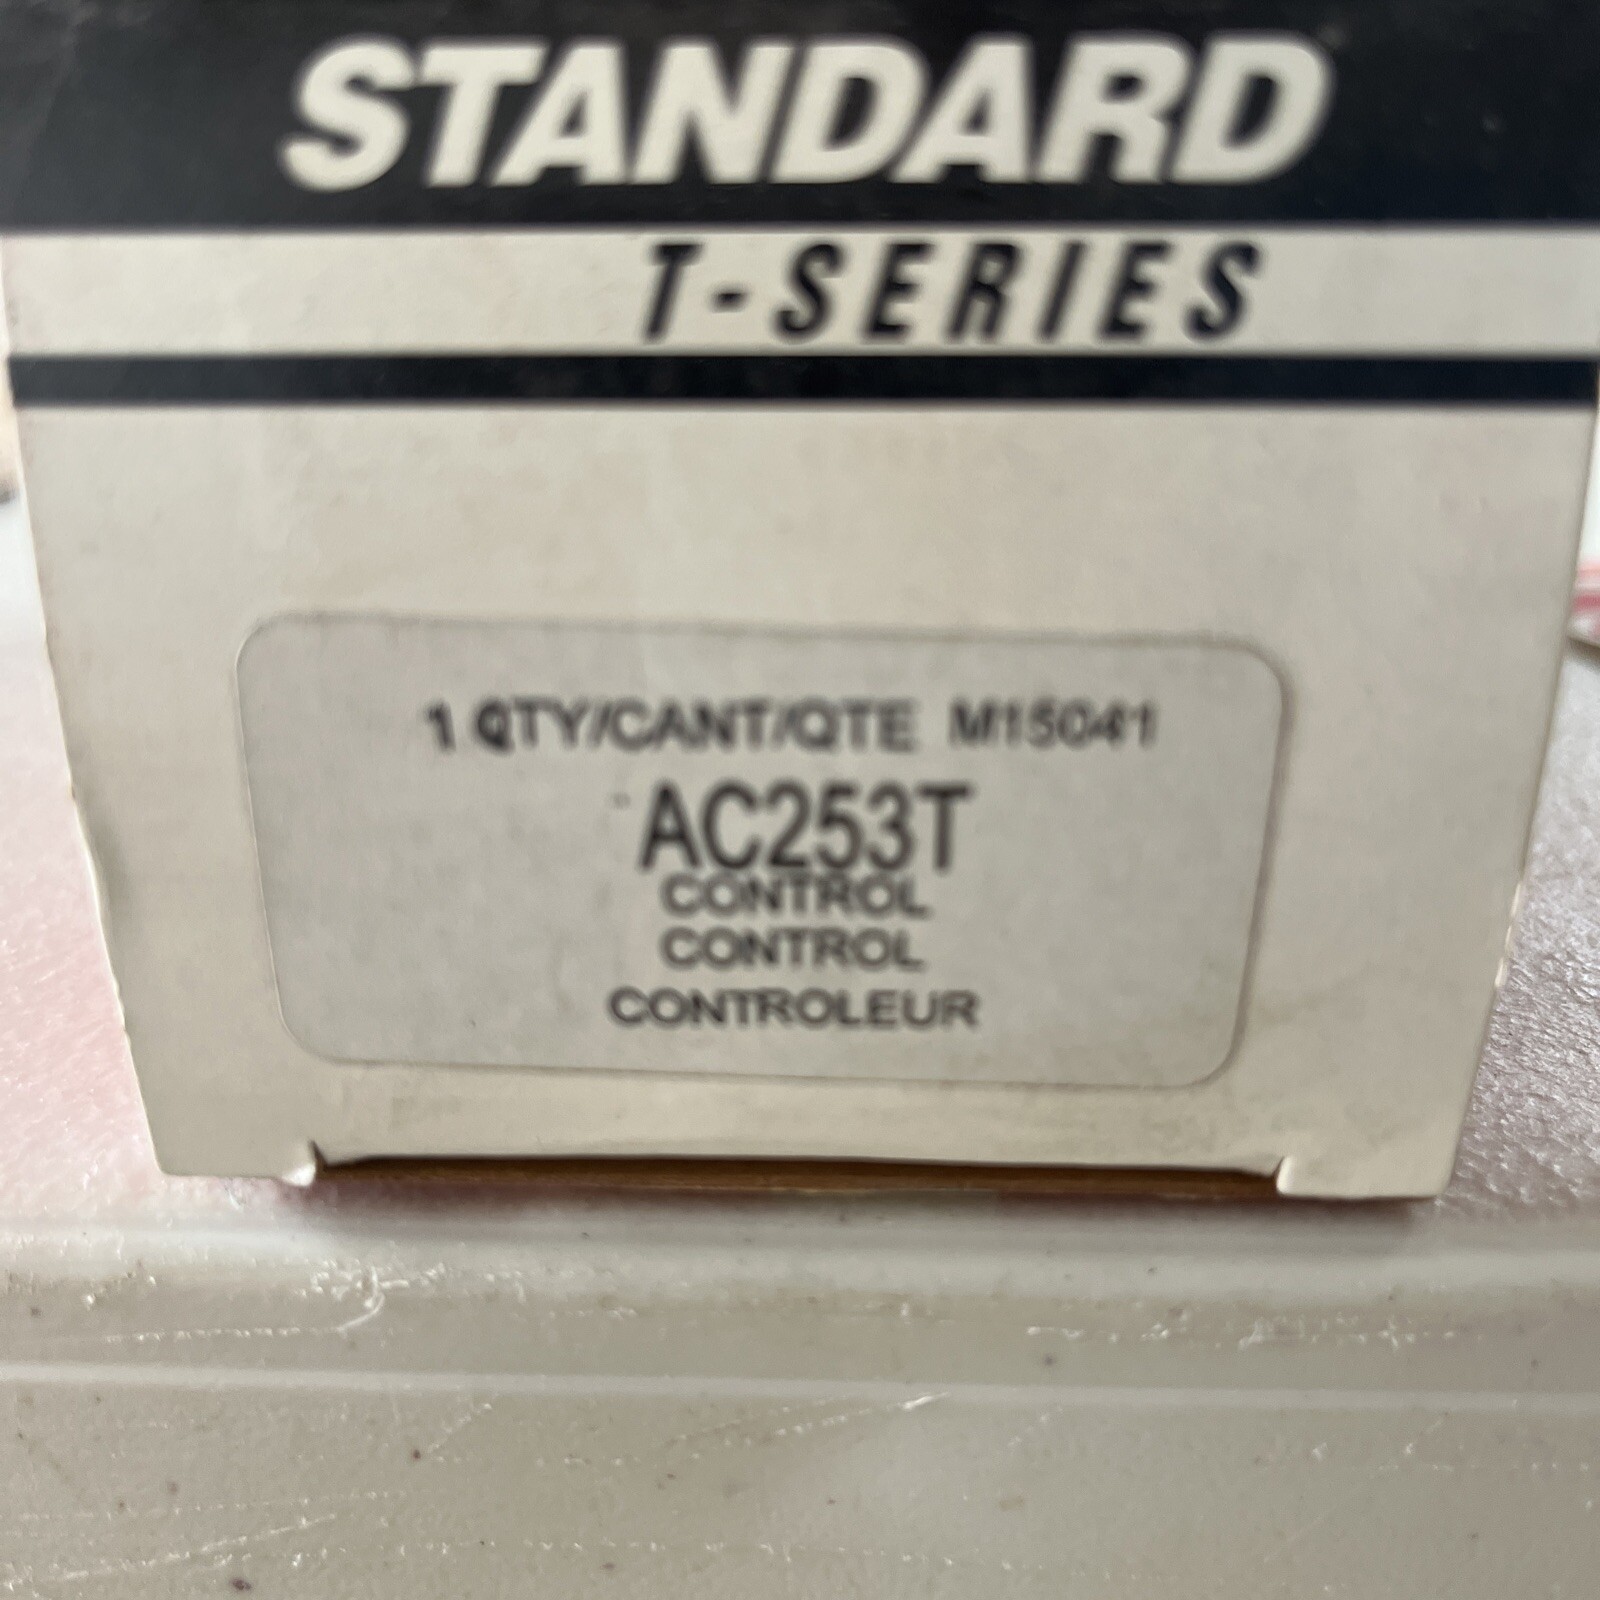 STANDARD
T-SERIES
1 QTY/CANT/QTE M15041
AC253T
CONTROL
CONTROL
CONTROLEUR